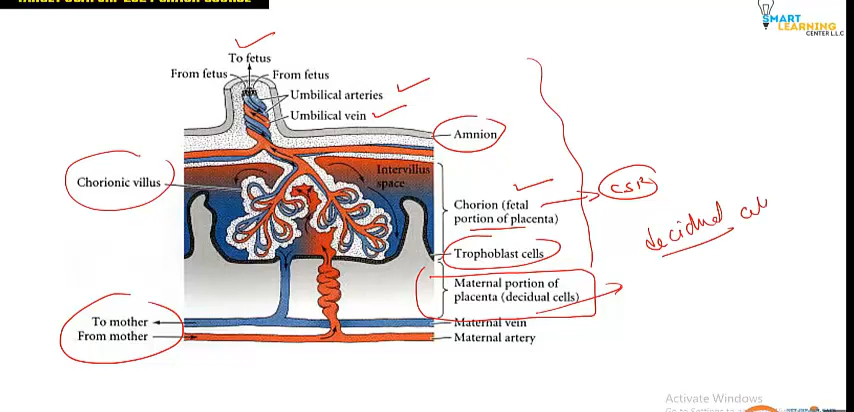 SMART
LEARNING
CENTER L.L.C
To fetus
From fetus
From fetus
Umbilical arteries
Umbilical vein
Amnion
Intervillus
space
Chorionic villus
Chorion (fetal
portion of placenta)
Trophoblast cells
decidual
Maternal portion of
placenta (decidual cells)
To mother
Maternal vein
From mother
Maternal artery
Activate Windows